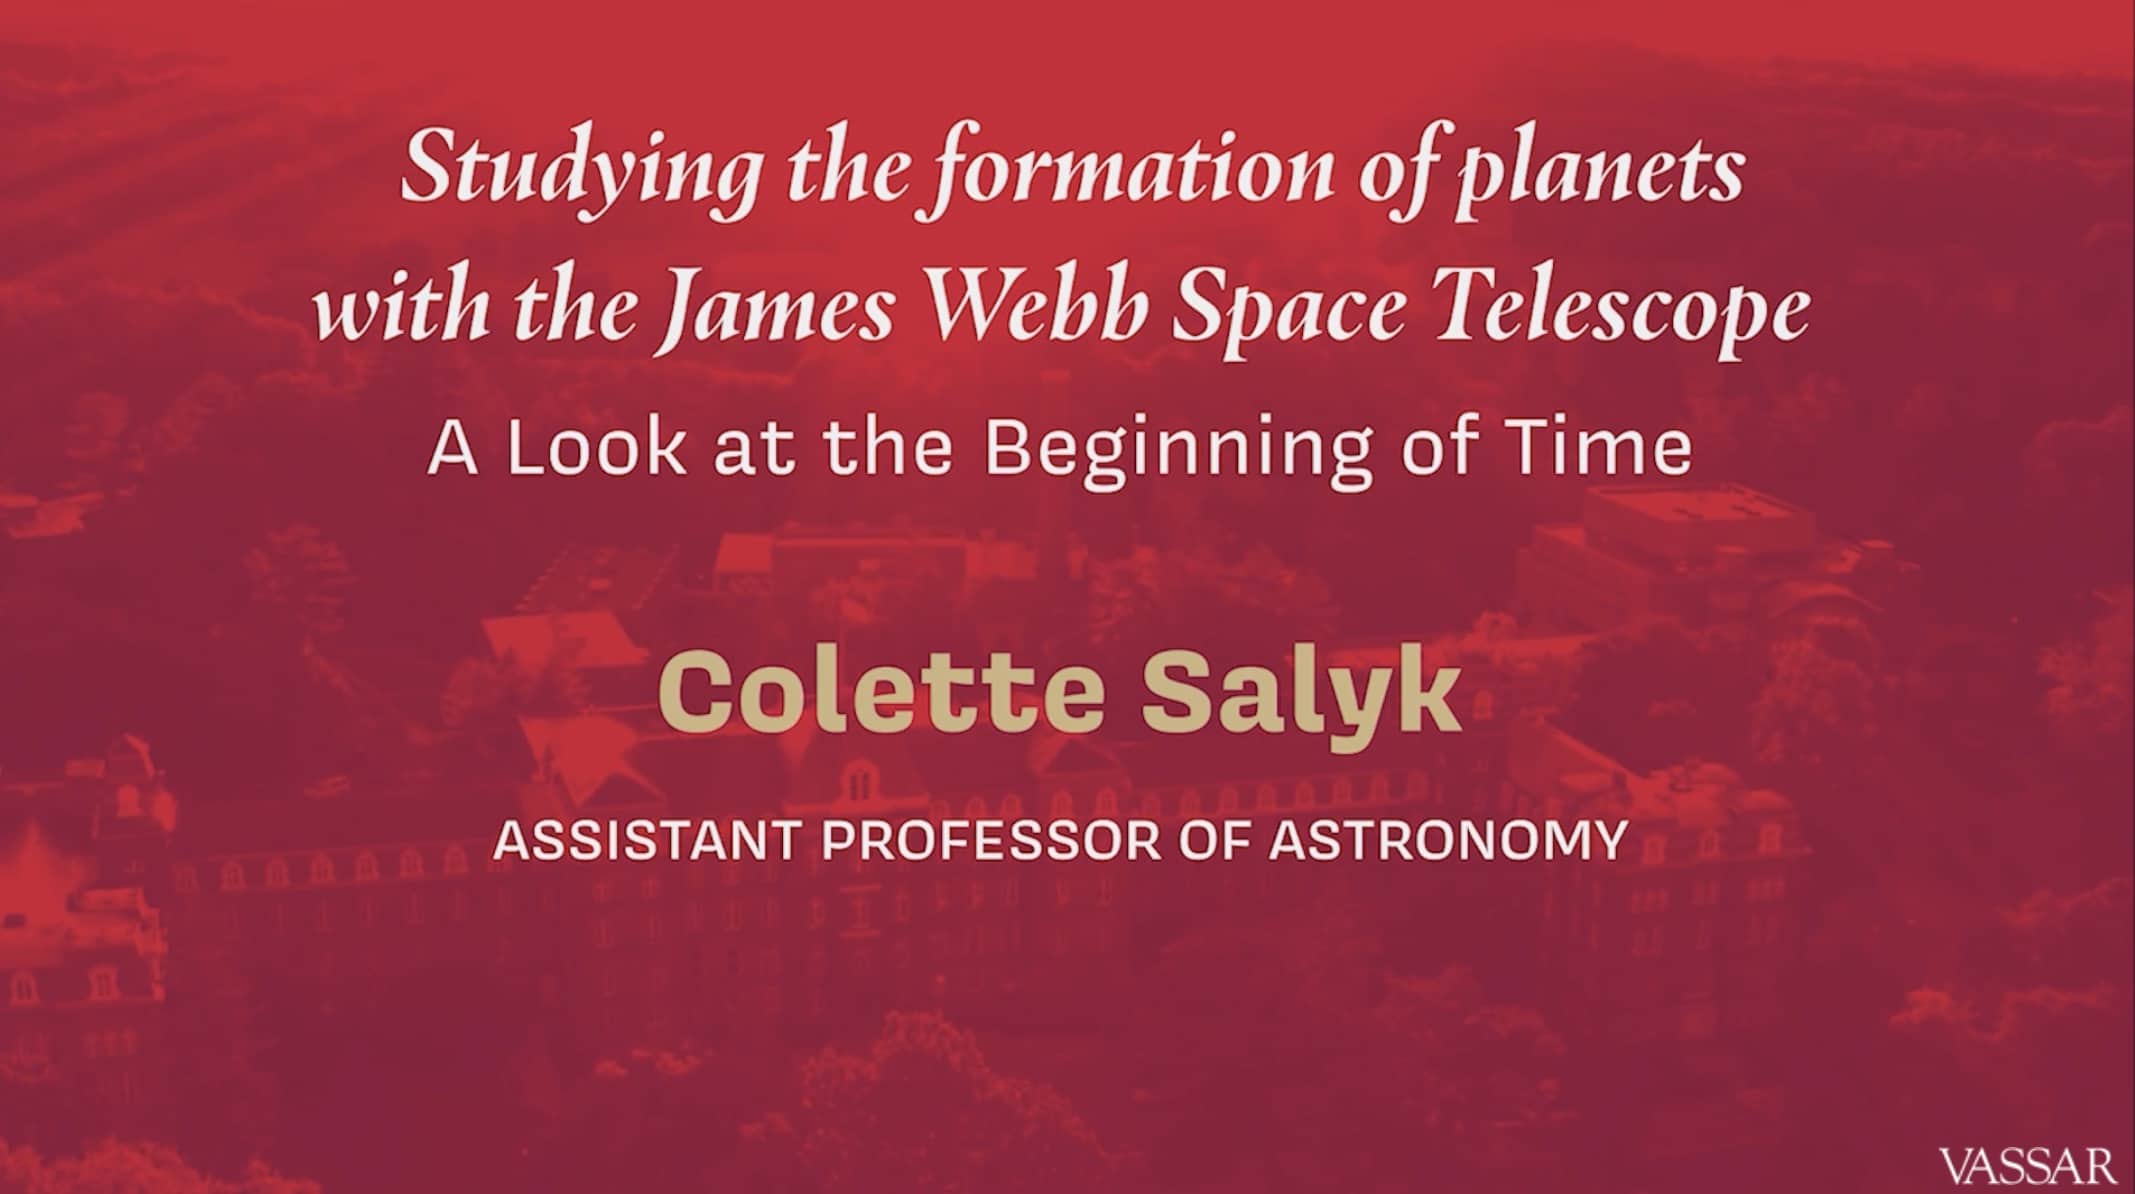 Studying the formation of planets
with the James Webb Space Telescope
A Look at the Beginning of Time
Colette Salyk
ASSISTANT PROFESSOR OF ASTRONOMY
VASSAR